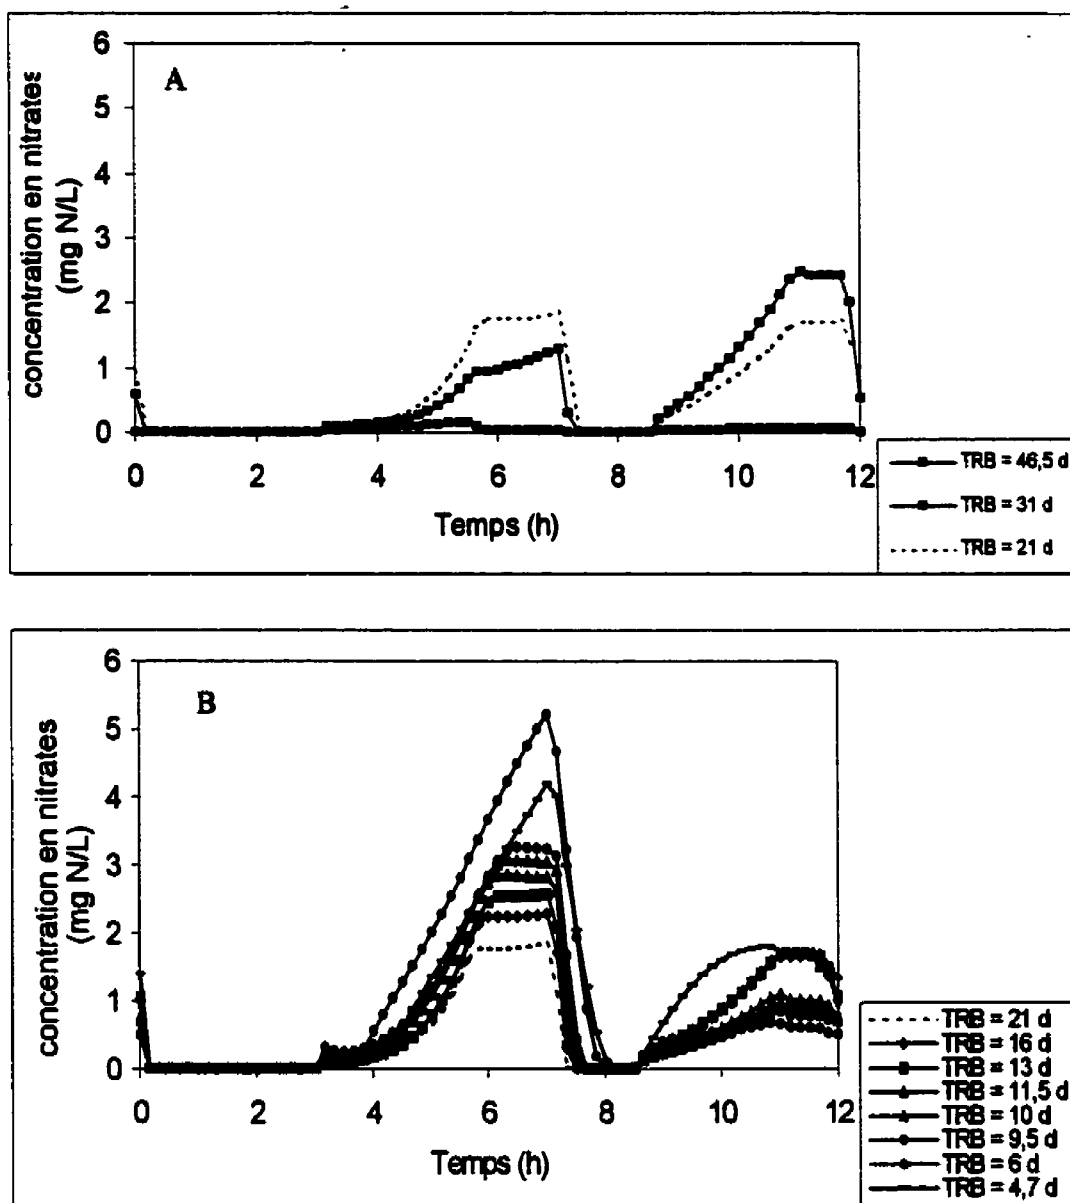 A
concentration en nitrates
(mg N/L)
6
5
4
3
2
1
0
0 2 4 6 8 10 12
Temps (h)
TRB = 46,5 d
TRB = 31 d
TRB = 21 d
B
concentration en nitrates
(mg N/L)
6
5
4
3
2
1
0
0 2 4 6 8 10 12
Temps (h)
TRB = 21 d
TRB = 16 d
TRB = 13 d
TRB = 11,5 d
TRB = 10 d
TRB = 9,5 d
TRB = 6 d
TRB = 4,7 d